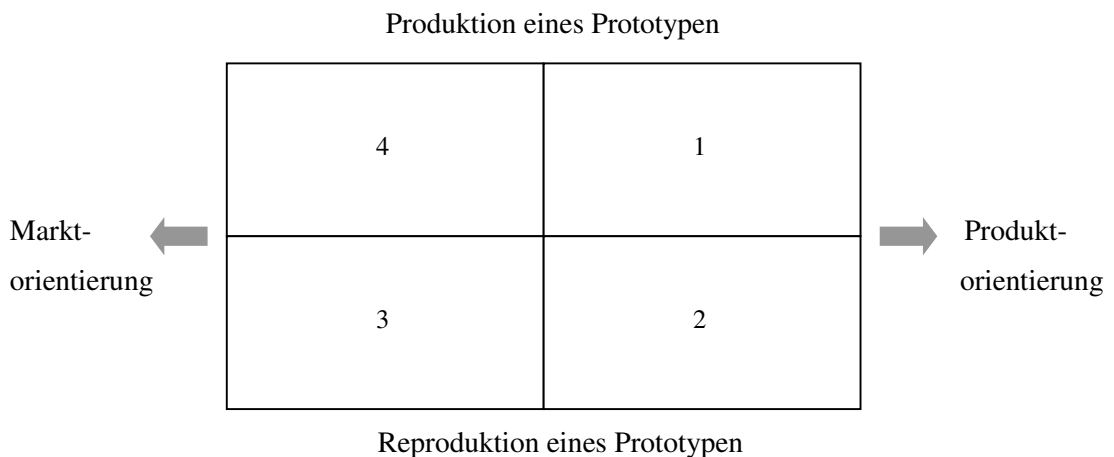 Produktion eines Prototypen
4
1
Markt-
orientierung
Produkt-
orientierung
3
2
Reproduktion eines Prototypen